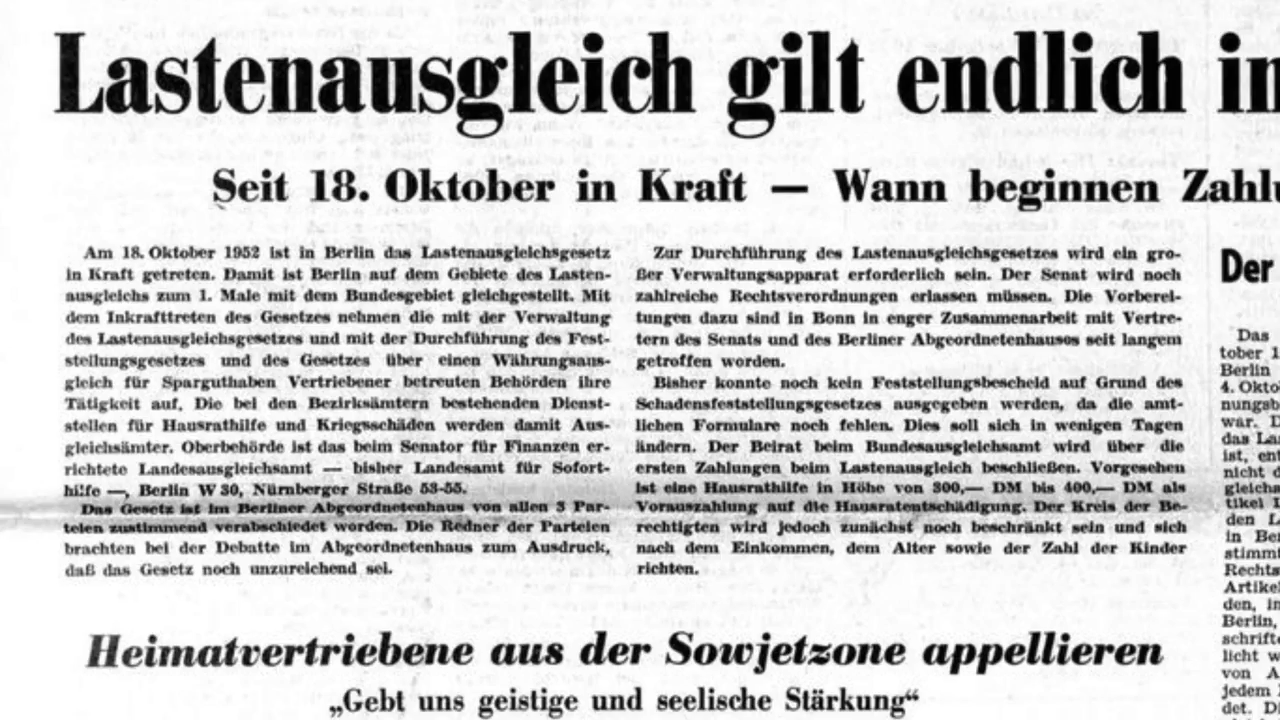 Lastenausgleich gilt endlich in
Seit 18. Oktober in Kraft — Wann beginnen
Am 18. Oktober 1952 ist in Berlin das Lastenausgleichsgesetz
in Kraft getreten. Damit ist Berlin auf dem Gebiete des Lasten-
ausgleichs zum 1. Male mit dem Bundesgebiet gleichgestellt. Mit
dem Inkrafttreten des Gesetzes nehmen die mit der Verwaltung
des Lastenausgleichsgesetzes und mit der Durchführung des Fest-
stellungsgesetzes und des Gesetzes über einen Währungsaus-
gleich für Sparguthaben Vertriebener betreuten Behörden ihre
Tätigkeit auf. Die bei den Bezirksämtern bestehenden Dienst-
stellen für Hausrathilfe und Kriegsschäden werden damit Aus-
gleichsämter. Oberbehörde ist das beim Senator für Finanzen er-
richtete Landesausgleichsamt — bisher Landesamt für Sofort-
hilfe —, Berlin W 30, Nürnberger Straße 53-55.
Das Gesetz ist im Berliner Abgeordnetenhaus von allen 3 Par-
teien zustimmend verabschiedet worden. Die Redner der Parteien
brachten bei der Debatte im Abgeordnetenhaus zum Ausdruck,
daß das Gesetz noch unzureichend sei.
Zur Durchführung des Lastenausgleichsgesetzes wird ein gro-
ßer Verwaltungsapparat erforderlich sein. Der Senat wird noch
zahlreiche Rechtsverordnungen erlassen müssen. Die Vorberei-
tungen dazu sind in Bonn in enger Zusammenarbeit mit Vertre-
tern des Senats und des Berliner Abgeordnetenhauses seit langem
getroffen worden.
Bisher konnte noch kein Feststellungsbescheid auf Grund des
Schadensfeststellungsgesetzes ausgegeben werden, da die amt-
lichen Formulare noch fehlen. Dies soll sich in wenigen Tagen
ändern. Der Beirat beim Bundesausgleichsamt wird über die
ersten Zahlungen beim Lastenausgleich beschließen. Vorgesehen
ist eine Hausrathilfe in Höhe von 300,— DM bis 400,— DM als
Vorauszahlung auf die Hausratentschädigung. Der Kreis der Be-
rechtigten wird jedoch zunächst noch beschränkt sein und sich
nach dem Einkommen, dem Alter sowie der Zahl der Kinder
richten.
Heimatvertriebene aus der Sowjetzone appellieren
„Gebt uns geistige und seelische Stärkung“
Der
Das
tober 1
Berlin
4. Okto
nungsb
war. D
das La
ist, ent
nicht d
gleichs
tikel
den L
in Ber
stimm
Rechts
Artike
den, in
Berlin,
schrift
licht w
von A
jedem
det. D